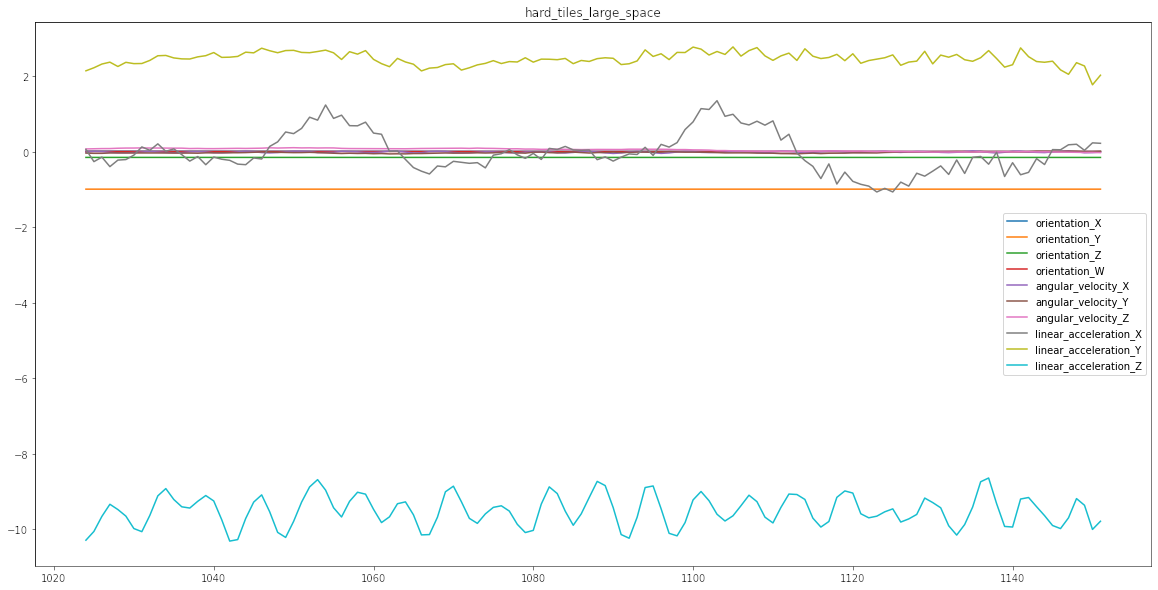 hard_tiles_large_space
2
0
−2
−4
−6
−8
−10
1020
1040
1060
1080
1100
1120
1140
orientation_X
orientation_Y
orientation_Z
orientation_W
angular_velocity_X
angular_velocity_Y
angular_velocity_Z
linear_acceleration_X
linear_acceleration_Y
linear_acceleration_Z